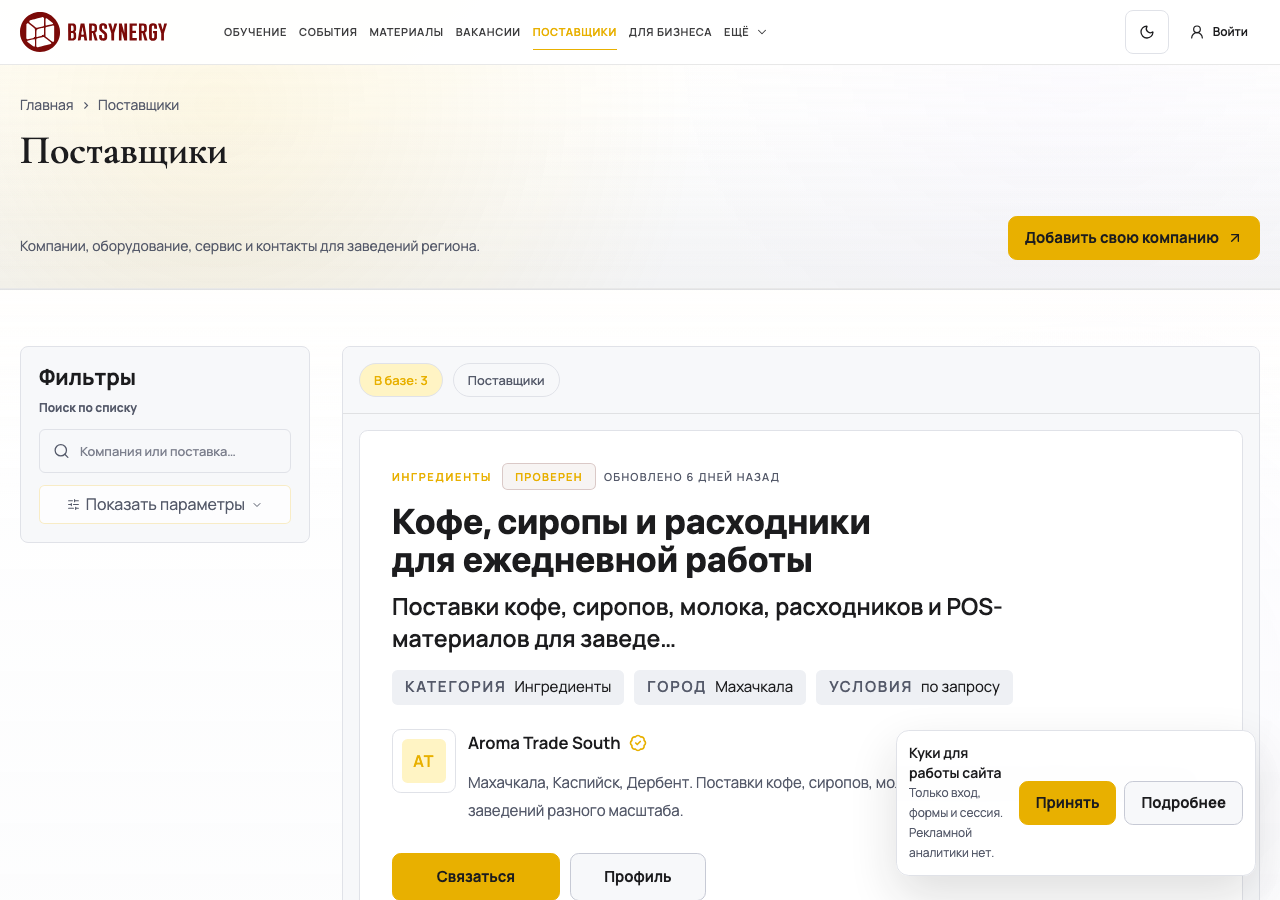 BARSYNERGY
ОБУЧЕНИЕ СОБЫТИЯ МАТЕРИАЛЫ ВАКАНСИИ ПОСТАВЩИКИ ДЛЯ БИЗНЕСА ЕЩЁ
Войти
Главная › Поставщики
Поставщики
Компании, оборудование, сервис и контакты для заведений региона.
Добавить свою компанию
Фильтры
Поиск по списку
Компания или поставка...
Показать параметры
В базе: 3
Поставщики
ИНГРЕДИЕНТЫ ПРОВЕРЕН ОБНОВЛЕНО 6 ДНЕЙ НАЗАД
Кофе, сиропы и расходники
для ежедневной работы
Поставки кофе, сиропов, молока, расходников и POS-
материалов для заведе...
КАТЕГОРИЯ Ингредиенты ГОРОД Махачкала УСЛОВИЯ по запросу
AT
Aroma Trade South
Махачкала, Каспийск, Дербент. Поставки кофе, сиропов,
заведений разного масштаба.
Связаться
Профиль
Куки для
работы сайта
Только вход,
формы и сессия.
Рекламной
аналитики нет.
Принять
Подробнее